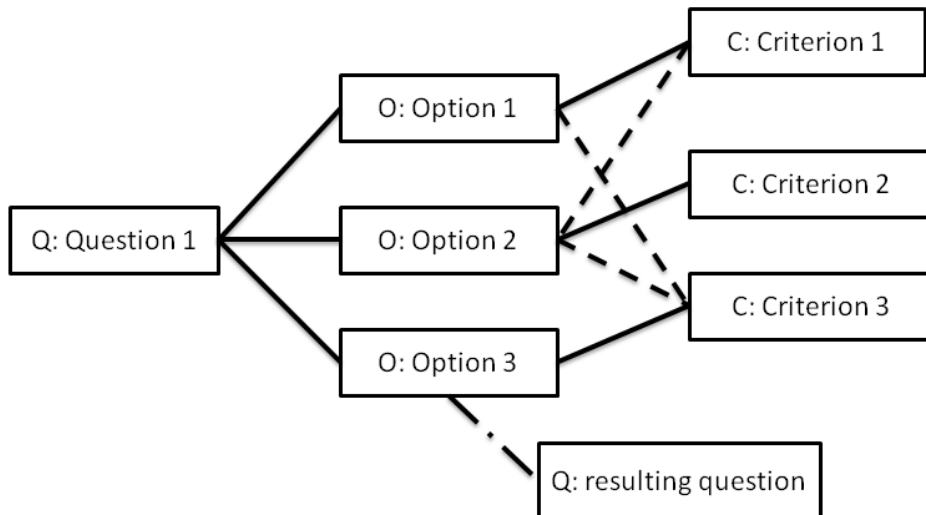 C: Criterion 1
O: Option 1
C: Criterion 2
O: Option 2
Q: Question 1
C: Criterion 3
O: Option 3
Q: resulting question